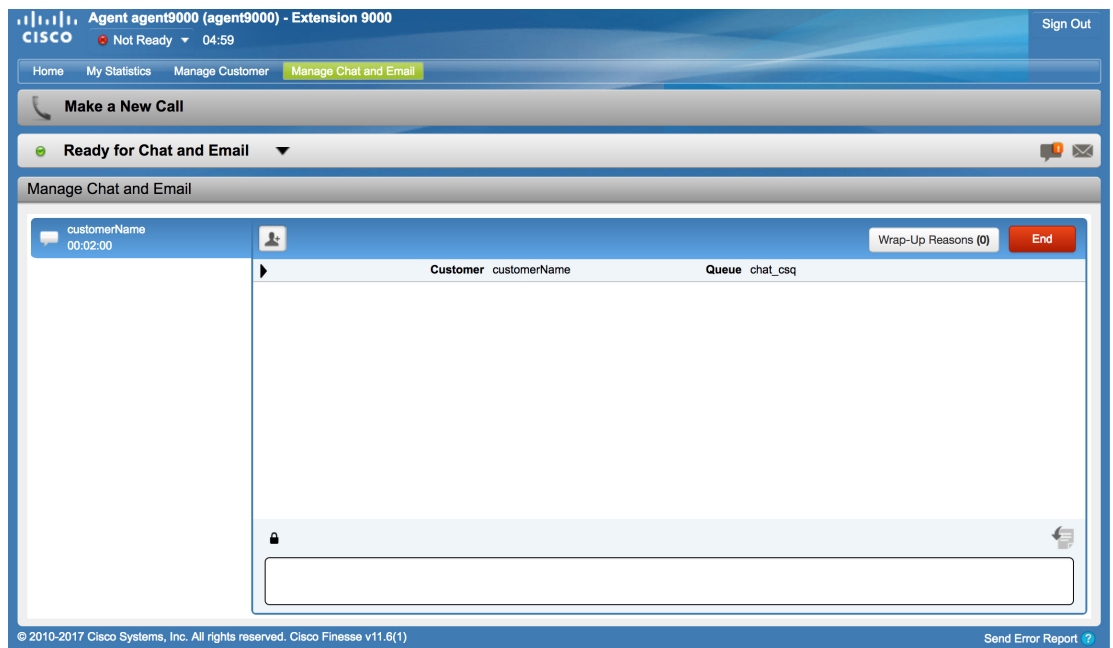 Agent agent9000 (agent9000) - Extension 9000
Sign Out
CISCO
Not Ready 04:59
Home My Statistics Manage Customer Manage Chat and Email
Make a New Call
Ready for Chat and Email
Manage Chat and Email
customerName
00:02:00
Wrap-Up Reasons (0) End
Customer customerName Queue chat_csq
© 2010-2017 Cisco Systems, Inc. All rights reserved. Cisco Finesse v11.6(1)
Send Error Report ?